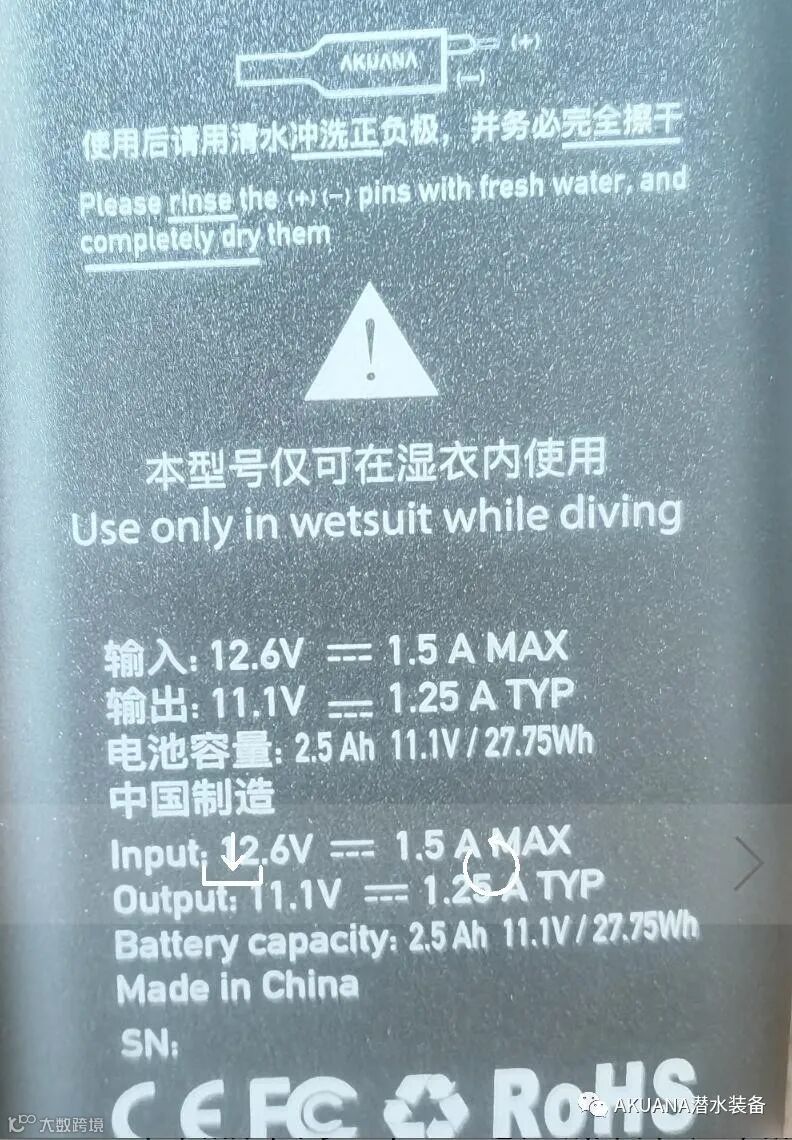 AKUANA (+)
(—)
使用后请用清水冲洗正负极，并务必完全擦干
Please rinse the (+) (—) pins with fresh water, and
completely dry them
!
本型号仅可在湿衣内使用
Use only in wetsuit while diving
输入: 12.6V ⎓ 1.5 A MAX
输出: 11.1V ⎓ 1.25 A TYP
电池容量: 2.5 Ah 11.1V / 27.75Wh
中国制造
Input: 12.6V ⎓ 1.5 A MAX
Output: 11.1V ⎓ 1.25 A TYP
Battery capacity: 2.5 Ah 11.1V / 27.75Wh
Made in China
SN:
CE FC RoHS
AKUANA潜水装备
大数跨境